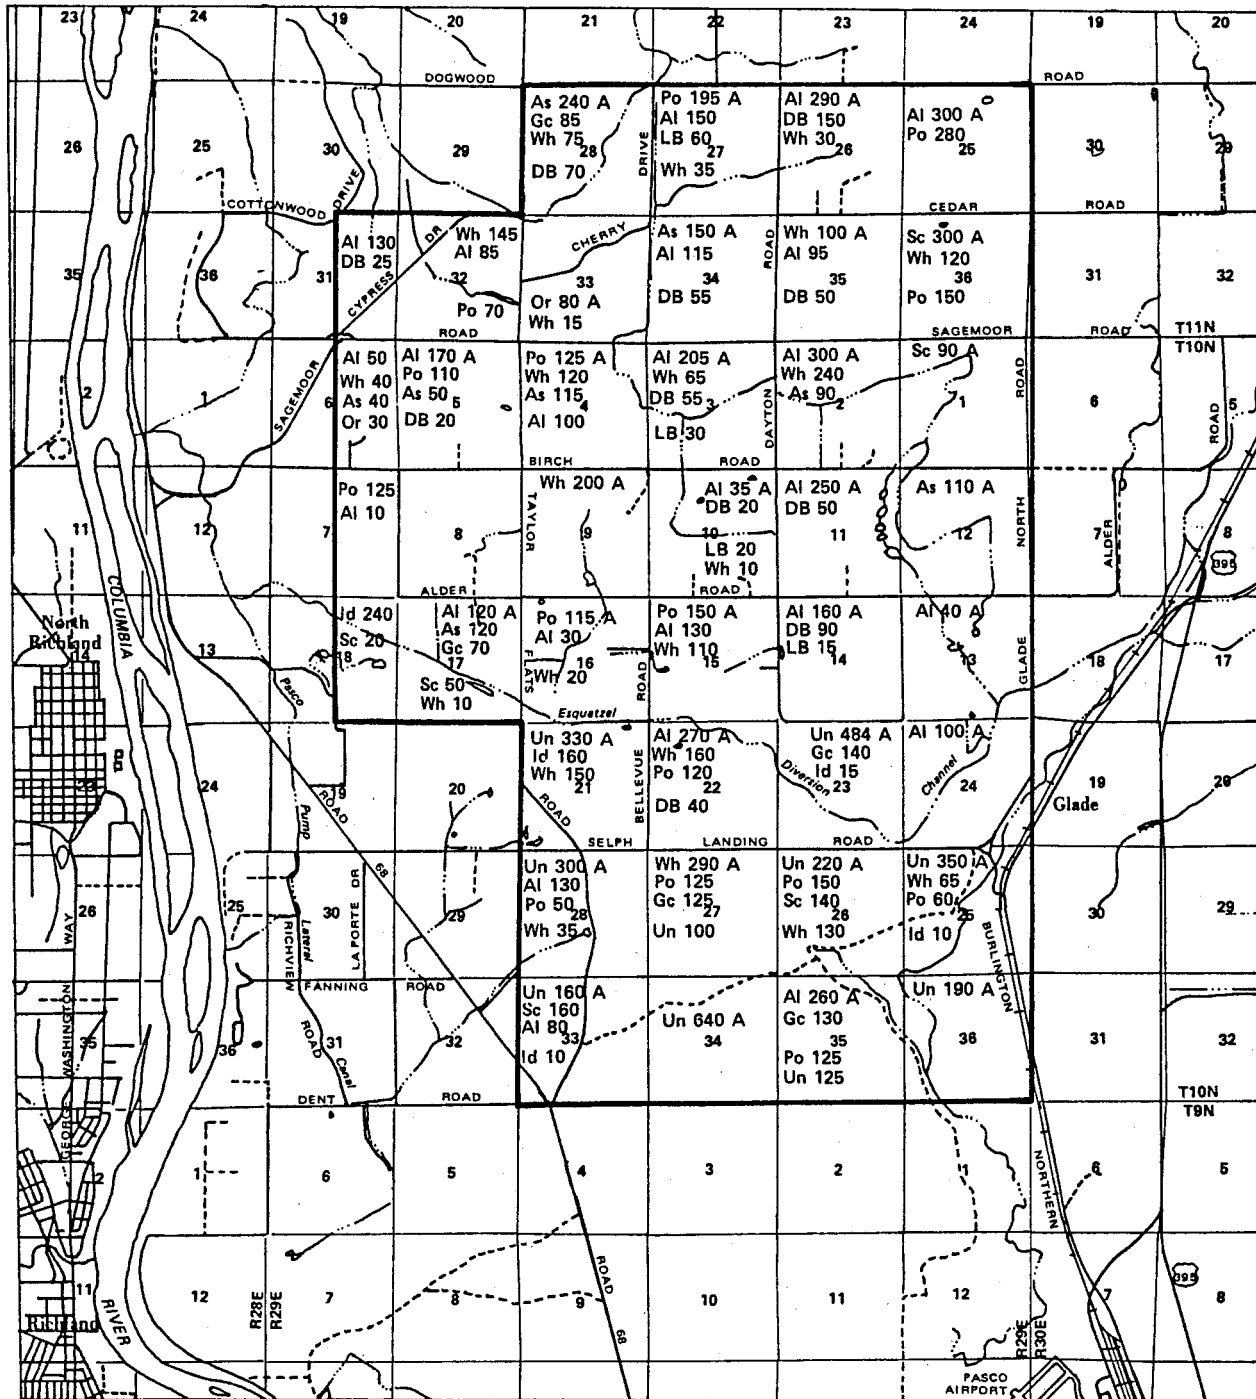 23
24
19
20
21
22
23
24
19
20
DOGWOOD
ROAD
26
25
30
29
As 240 A
Gc 85
Wh 75
28
DB 70
DRIVE
Po 195 A
Al 150
LB 60
27
Wh 35
Al 290 A
DB 150
Wh 30
26
Al 300 A
Po 280
25
30
29
COTTONWOOD DRIVE
CEDAR
ROAD
35
36
31
Al 130
DB 25
CYPRESS DR
Wh 145
Al 85
32
Po 70
CHERRY
33
Or 80 A
Wh 15
As 150 A
Al 115
34
DB 55
ROAD
Wh 100 A
Al 95
35
DB 50
Sc 300 A
Wh 120
36
Po 150
31
32
ROAD
SAGEMOOR
ROAD
T11N
T10N
2
1
SAGEMOOR
6
Al 50
Wh 40
As 40
Or 30
Al 170 A
Po 110
As 50
5
DB 20
Po 125 A
Wh 120
As 115
4
Al 100
Al 205 A
Wh 65
DB 55
3
LB 30
DAYTON
Al 300 A
Wh 240
As 90
2
Sc 90 A
1
ROAD
6
5
ROAD
BIRCH
ROAD
11
12
7
Po 125
Al 10
8
TAYLOR
Wh 200 A
9
Al 35 A
DB 20
10
LB 20
Wh 10
Al 250 A
DB 50
11
As 110 A
12
NORTH
7
ALDER
8
395
COLUMBIA
ALDER
ROAD
North
Richland
14
13
Pasco
Id 240
Sc 20
18
Al 120 A
As 120
Gc 70
17
Sc 50
Wh 10
FLATS
Po 115 A
Al 30
16
Wh 20
ROAD
Po 150 A
Al 130
Wh 110
15
Al 160 A
DB 90
LB 15
14
Al 40 A
13
GLADE
18
17
Esquatzel
23
24
19
ROAD
Pump
20
Un 330 A
Id 160
Wh 150
21
ROAD
BELLEVUE
Al 270 A
Wh 160
Po 120
22
DB 40
Diversion
Un 484 A
Gc 140
Id 15
23
Channel
Al 100 A
24
19
Glade
20
SELPH
LANDING
ROAD
68
26
WAY
25
30
RICHVIEW
Lateral
LA PORTE DR
29
Un 300 A
Al 130
Po 50
28
Wh 35
Wh 290 A
Po 125
Gc 125
27
Un 100
Un 220 A
Po 150
Sc 140
26
Wh 130
Un 350 A
Wh 65
Po 60
25
Id 10
BURLINGTON
30
29
FANNING
ROAD
35
GEORGE WASHINGTON
36
ROAD
31
Canal
32
Un 160 A
Sc 160
Al 80
33
Id 10
Un 640 A
34
Al 260 A
Gc 130
35
Po 125
Un 125
Un 190 A
36
31
32
DENT
ROAD
T10N
T9N
2
1
6
5
4
3
2
1
NORTHERN
6
5
11
Richland
RIVER
12
R28E
R29E
7
8
9
ROAD
68
10
11
12
R29E
R30E
7
395
8
PASCO
AIRPORT